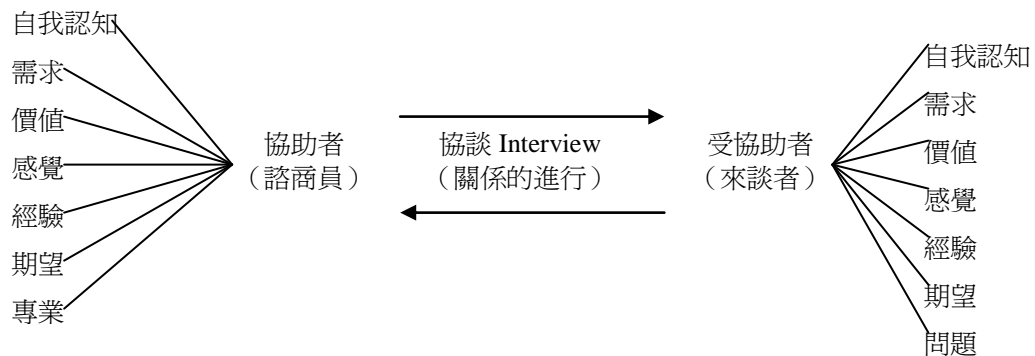 自我認知
需求
價值
感覺
經驗
期望
專業
協助者
（諮商員）
協談 Interview
（關係的進行）
受協助者
（來談者）
自我認知
需求
價值
感覺
經驗
期望
問題